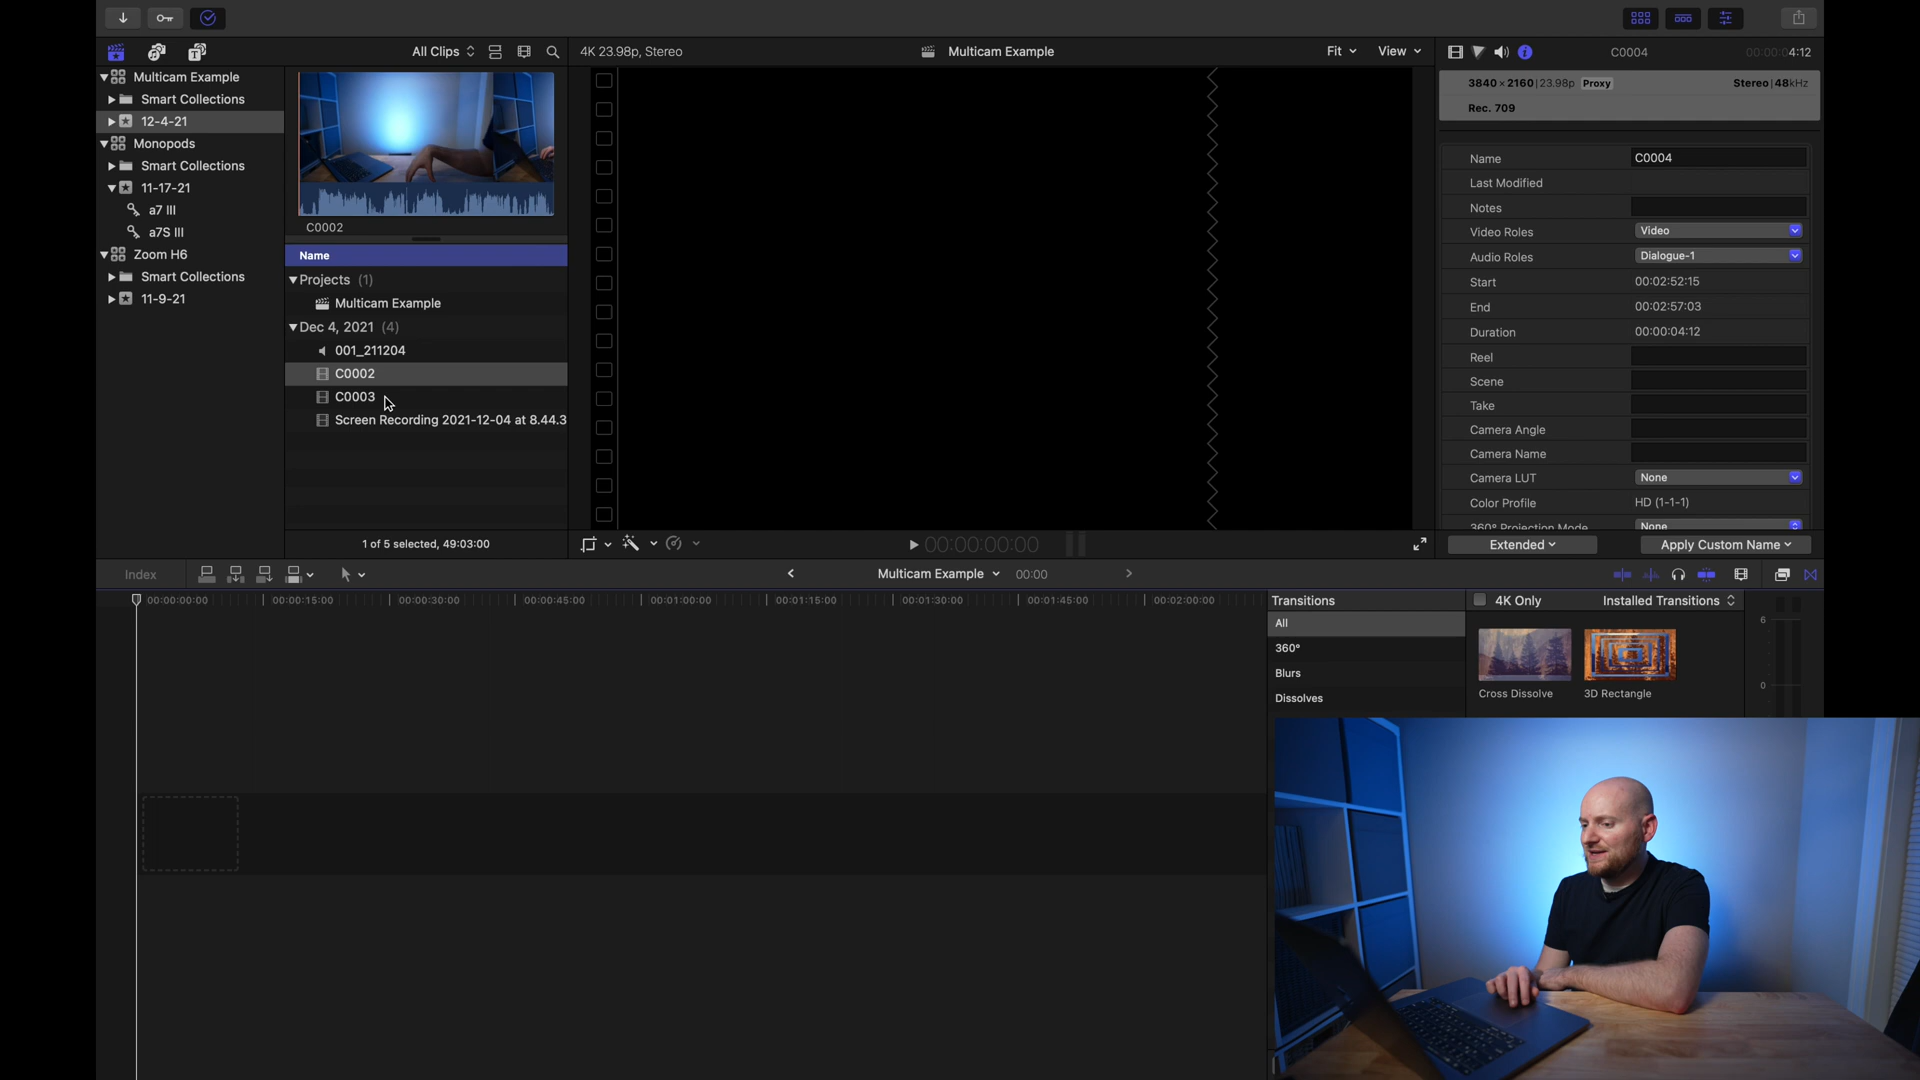 All Clips
4K 23.98p, Stereo
Multicam Example
Fit
View
C0004
00:00:04:12
Multicam Example
Smart Collections
12-4-21
Monopods
Smart Collections
11-17-21
a7 III
a7S III
Zoom H6
Smart Collections
11-9-21
C0002
Name
Projects (1)
Multicam Example
Dec 4, 2021 (4)
001_211204
C0002
C0003
Screen Recording 2021-12-04 at 8.44.3
1 of 5 selected, 49:03:00
00:00:00:00
3840 × 2160 | 23.98p Proxy
Stereo | 48kHz
Rec. 709
Name C0004
Last Modified
Notes
Video Roles Video
Audio Roles Dialogue-1
Start 00:02:52:15
End 00:02:57:03
Duration 00:00:04:12
Reel
Scene
Take
Camera Angle
Camera Name
Camera LUT None
Color Profile HD (1-1-1)
360° Projection Mode None
Extended
Apply Custom Name
Index
Multicam Example
00:00
00:00:00:00 00:00:15:00 00:00:30:00 00:00:45:00 00:01:00:00 00:01:15:00 00:01:30:00 00:01:45:00 00:02:00:00
Transitions
4K Only
Installed Transitions
All
360°
Blurs
Dissolves
Cross Dissolve
3D Rectangle
6
0